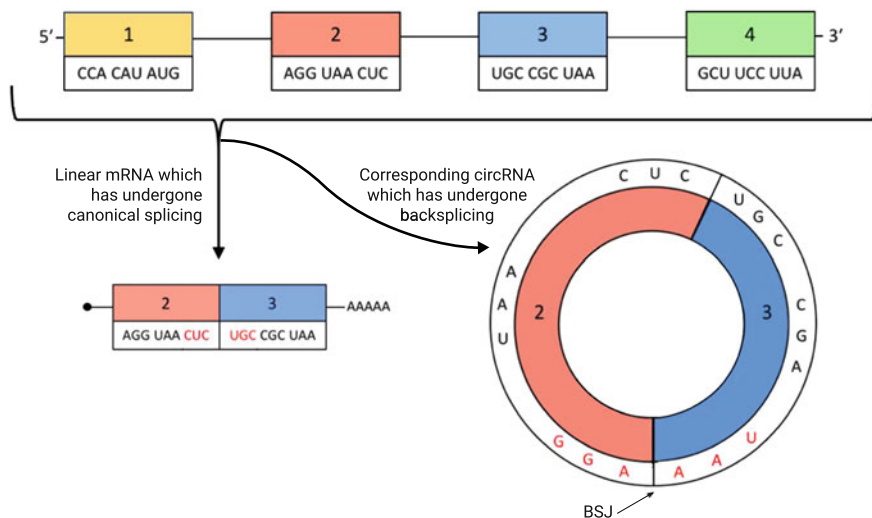 5′
1
2
3
4
3′
CCA CAU AUG
AGG UAA CUC
UGC CGC UAA
GCU UCC UUA
Linear mRNA which
has undergone
canonical splicing
Corresponding circRNA
which has undergone
backsplicing
2
3
AAAAA
AGG UAA CUC
UGC CGC UAA
C U C
U G C
U A A
2
3
C G A
A G G
U A A
BSJ